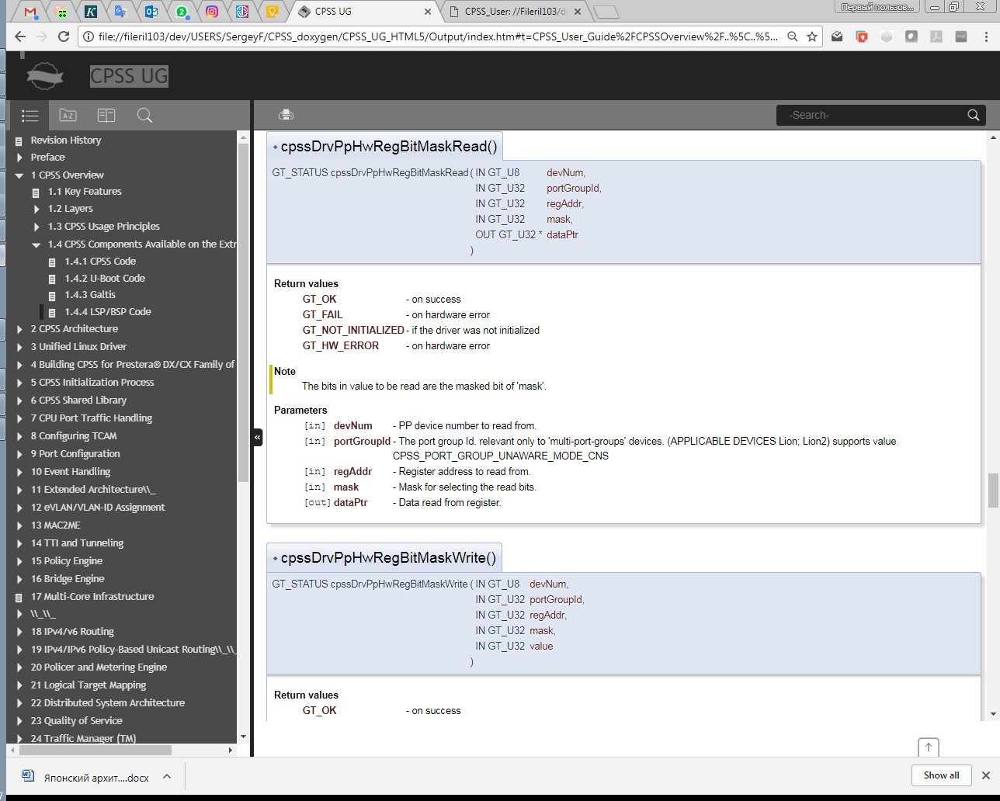 CPSS UG
CPSS_User: //Fileril103/d
Первый пользов...
file://fileril103/dev/USERS/SergeyF/CPSS_doxygen/CPSS_UG_HTML5/Output/index.htm#t=CPSS_User_Guide%2FCPSSOverview%2F..%5C..%5...
CPSS UG
A-Z
-Search-
Revision History
Preface
1 CPSS Overview
1.1 Key Features
1.2 Layers
1.3 CPSS Usage Principles
1.4 CPSS Components Available on the Extr
1.4.1 CPSS Code
1.4.2 U-Boot Code
1.4.3 Galtis
1.4.4 LSP/BSP Code
2 CPSS Architecture
3 Unified Linux Driver
4 Building CPSS for Prestera® DX/CX Family of
5 CPSS Initialization Process
6 CPSS Shared Library
7 CPU Port Traffic Handling
8 Configuring TCAM
9 Port Configuration
10 Event Handling
11 Extended Architecture\\_
12 eVLAN/VLAN-ID Assignment
13 MAC2ME
14 TTI and Tunneling
15 Policy Engine
16 Bridge Engine
17 Multi-Core Infrastructure
\\_\\_
18 IPv4/v6 Routing
19 IPv4/IPv6 Policy-Based Unicast Routing\\_\\_
20 Policer and Metering Engine
21 Logical Target Mapping
22 Distributed System Architecture
23 Quality of Service
24 Traffic Manager (TM)
«
cpssDrvPpHwRegBitMaskRead()
GT_STATUS cpssDrvPpHwRegBitMaskRead ( IN GT_U8 devNum,
IN GT_U32 portGroupId,
IN GT_U32 regAddr,
IN GT_U32 mask,
OUT GT_U32 * dataPtr
)
Return values
GT_OK - on success
GT_FAIL - on hardware error
GT_NOT_INITIALIZED - if the driver was not initialized
GT_HW_ERROR - on hardware error
Note
The bits in value to be read are the masked bit of 'mask'.
Parameters
[in] devNum - PP device number to read from.
[in] portGroupId - The port group Id. relevant only to 'multi-port-groups' devices. (APPLICABLE DEVICES Lion; Lion2) supports value
CPSS_PORT_GROUP_UNAWARE_MODE_CNS
[in] regAddr - Register address to read from.
[in] mask - Mask for selecting the read bits.
[out] dataPtr - Data read from register.
cpssDrvPpHwRegBitMaskWrite()
GT_STATUS cpssDrvPpHwRegBitMaskWrite ( IN GT_U8 devNum,
IN GT_U32 portGroupId,
IN GT_U32 regAddr,
IN GT_U32 mask,
IN GT_U32 value
)
Return values
GT_OK - on success
Японский архит....docx
Show all